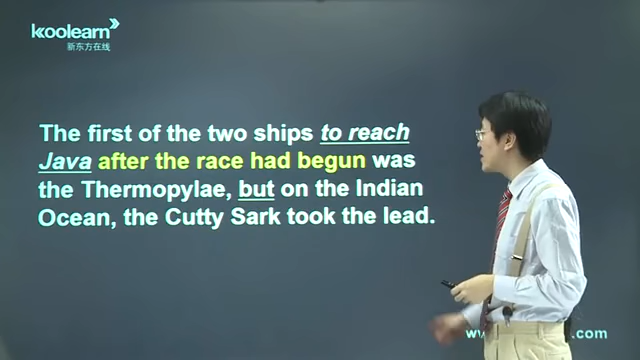 koolearn
新东方在线
The first of the two ships to reach
Java after the race had begun was
the Thermopylae, but on the Indian
Ocean, the Cutty Sark took the lead.